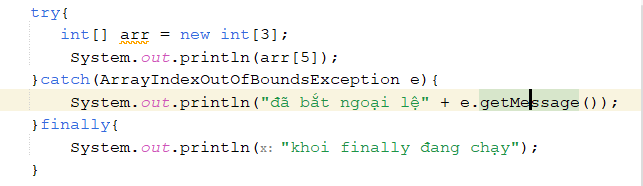 try{
int[] arr = new int[3];
System.out.println(arr[5]);
}catch(ArrayIndexOutOfBoundsException e){
System.out.println("đã bắt ngoại lệ" + e.getMessage());
}finally{
System.out.println(x: "khoi finally đang chạy");
}